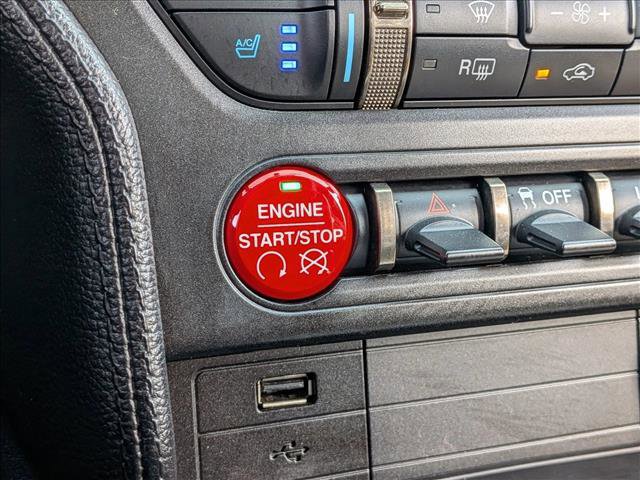 A/C
R
- +
ENGINE
START/STOP
OFF